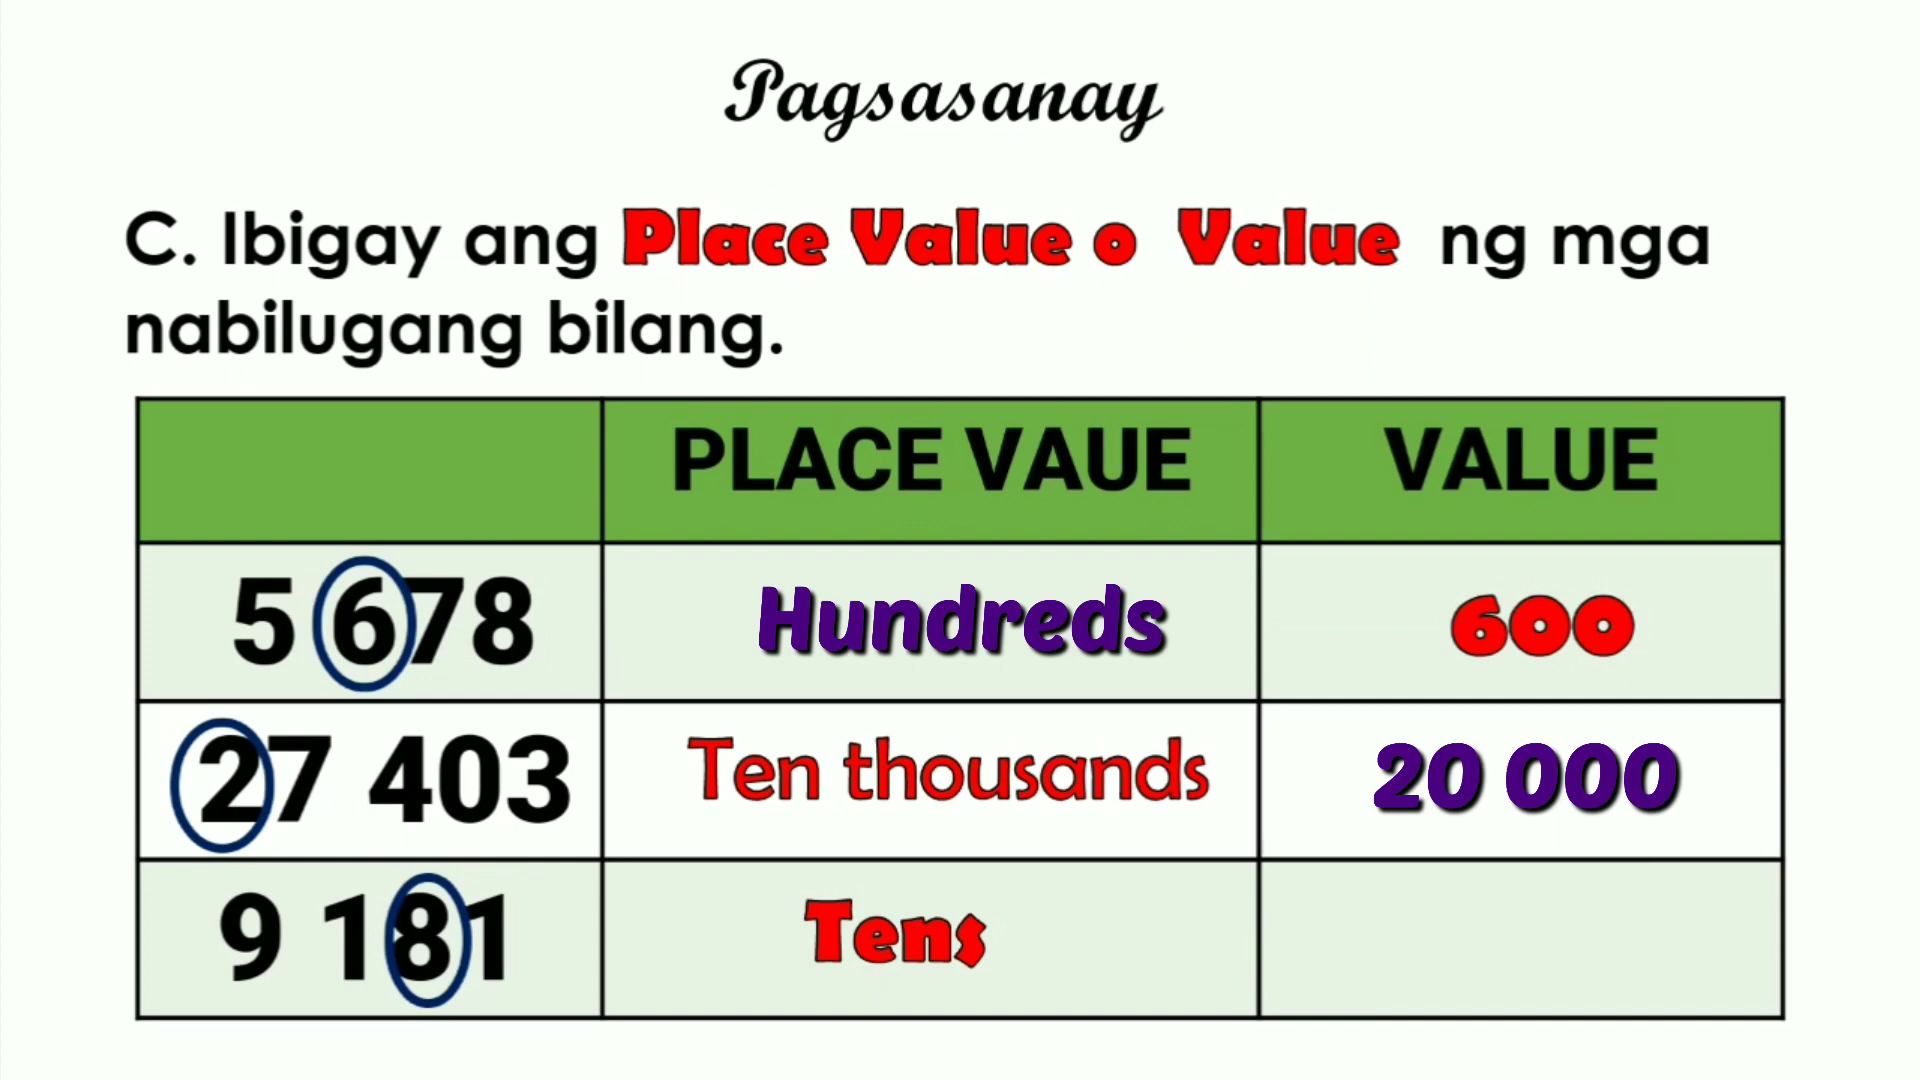 Pagsasanay
C. Ibigay ang Place Value o Value ng mga
nabilugang bilang.
PLACE VAUE VALUE
5 678 Hundreds 600
27 403 Ten thousands 20 000
9 181 Tens